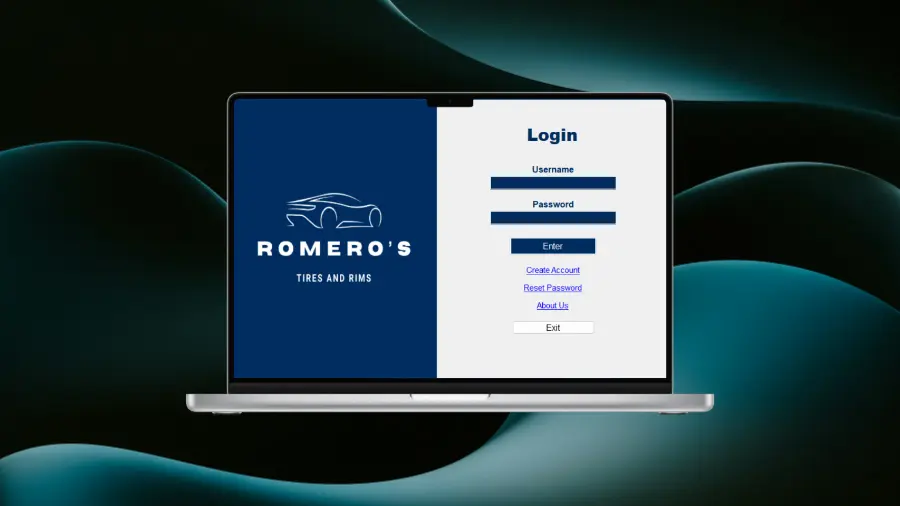 ROMERO'S
TIRES AND RIMS
Login
Username
Password
Enter
Create Account
Reset Password
About Us
Exit